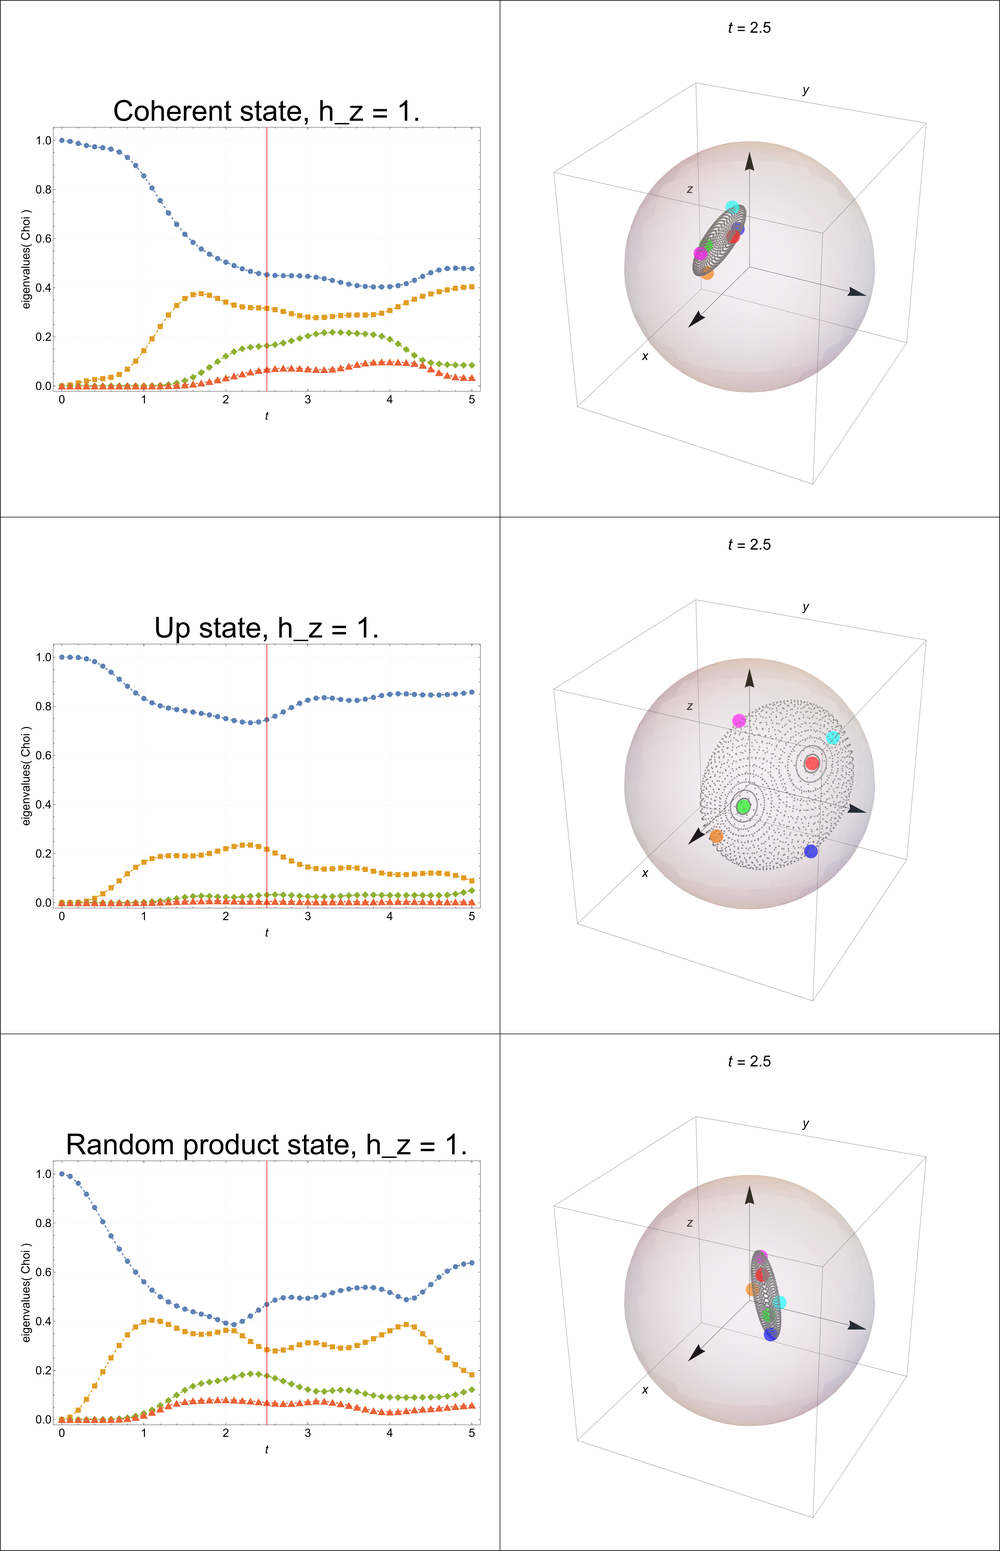 t = 2.5
Coherent state, h_z = 1.
eigenvalues( Choi )
1.0
0.8
0.6
0.4
0.2
0.0
0 1 2 3 4 5
t
y
z
x
t = 2.5
Up state, h_z = 1.
eigenvalues( Choi )
1.0
0.8
0.6
0.4
0.2
0.0
0 1 2 3 4 5
t
y
z
x
t = 2.5
Random product state, h_z = 1.
eigenvalues( Choi )
1.0
0.8
0.6
0.4
0.2
0.0
0 1 2 3 4 5
t
y
z
x